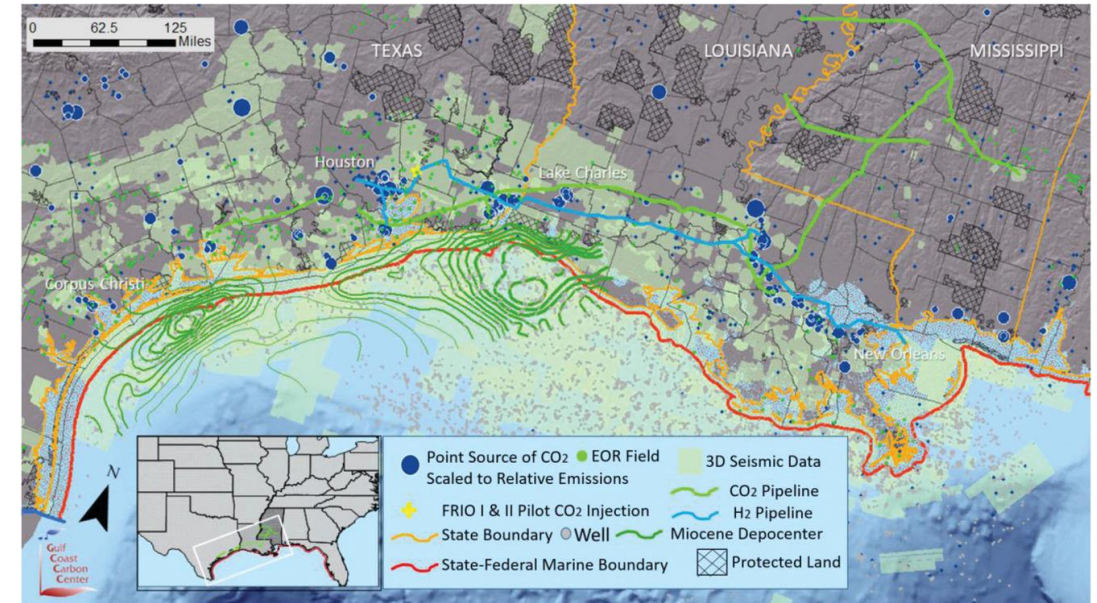 0 62.5 125
Miles
TEXAS
LOUISIANA
MISSISSIPPI
Houston
Lake Charles
Corpus Christi
New Orleans
N
Gulf
Coast
Carbon
Center
Point Source of CO2
Scaled to Relative Emissions
EOR Field
3D Seismic Data
CO2 Pipeline
FRIO I & II Pilot CO2 Injection
H2 Pipeline
State Boundary
Well
Miocene Depocenter
State-Federal Marine Boundary
Protected Land